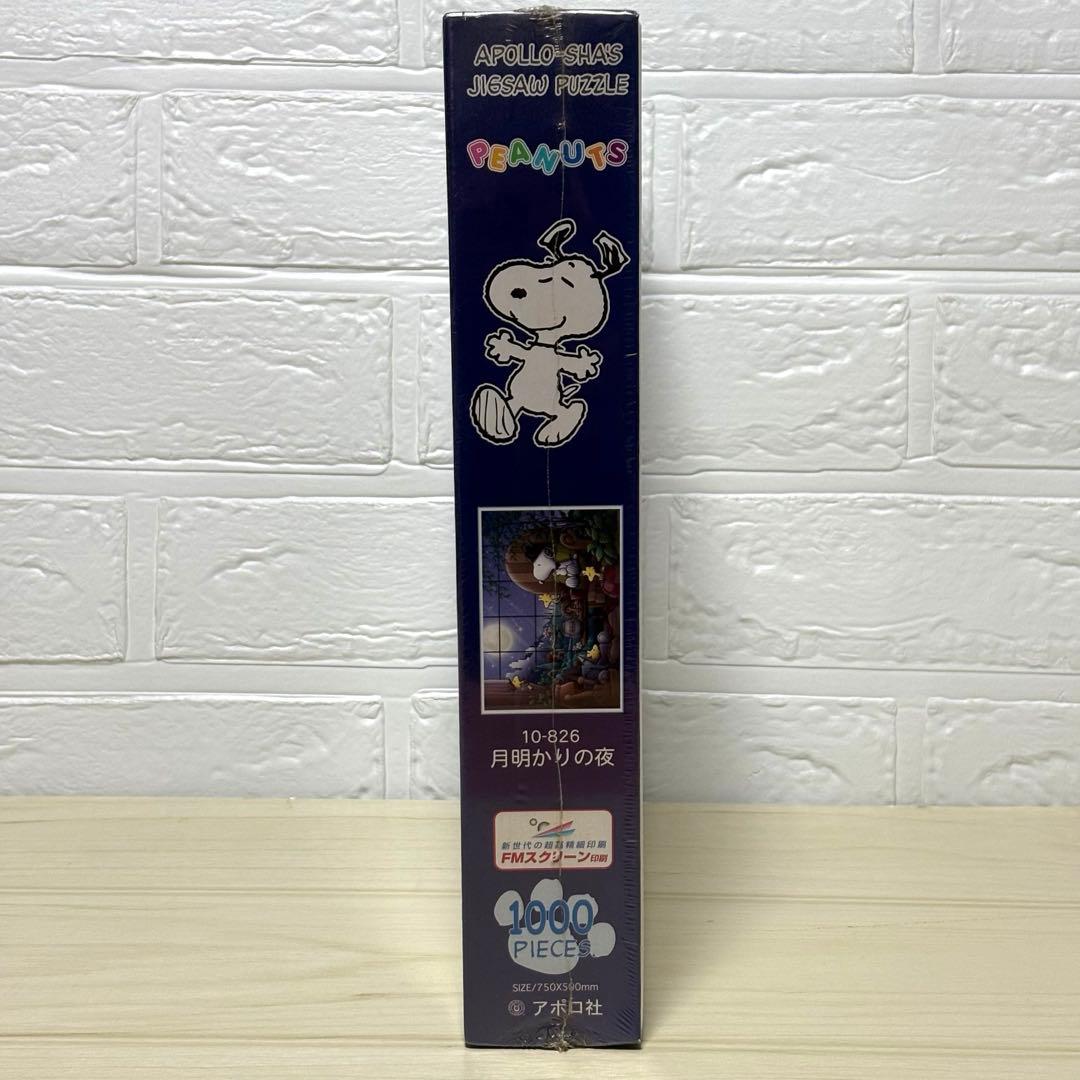 APOLLO-SHA'S
JIGSAW PUZZLE
PEANUTS
10-826
月明かりの夜
新世代の超高精細印刷
FMスクリーン印刷
1000
PIECES
SIZE/750X500mm
アポロ社